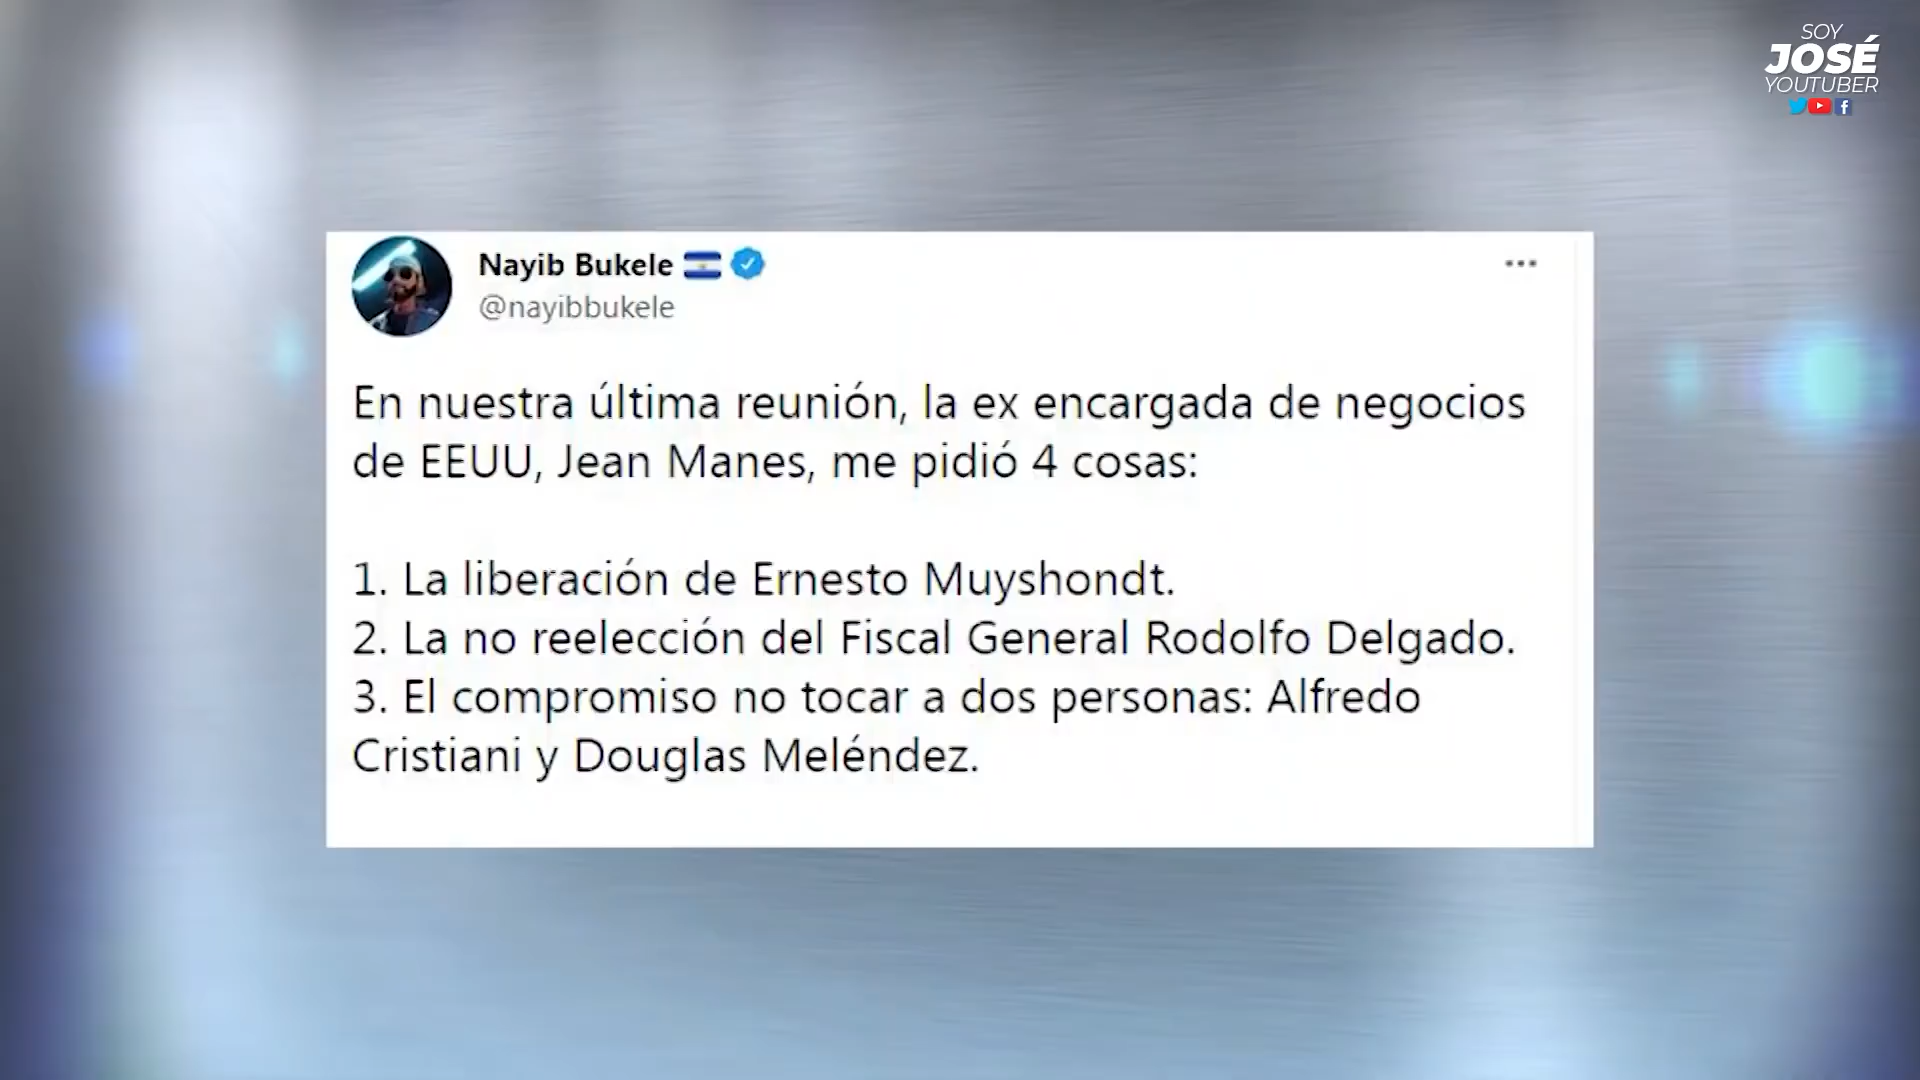 SOY
JOSÉ
YOUTUBER
Nayib Bukele
@nayibbukele
En nuestra última reunión, la ex encargada de negocios
de EEUU, Jean Manes, me pidió 4 cosas:
1. La liberación de Ernesto Muyshondt.
2. La no reelección del Fiscal General Rodolfo Delgado.
3. El compromiso no tocar a dos personas: Alfredo
Cristiani y Douglas Meléndez.